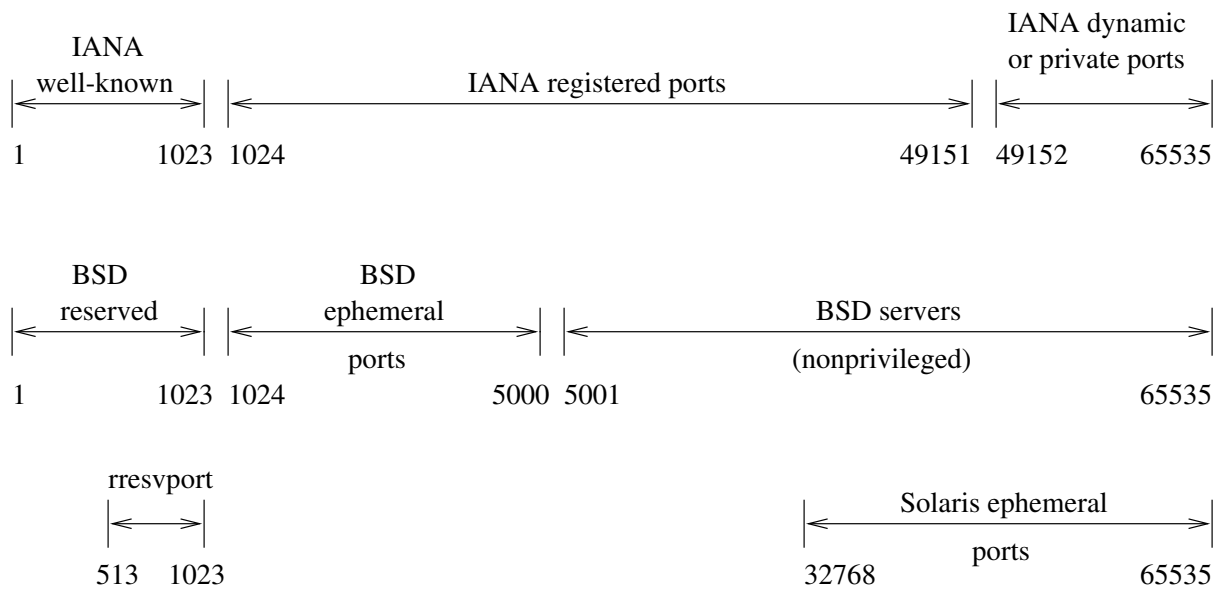 IANA
well-known
IANA registered ports
IANA dynamic
or private ports
1 1023 1024 49151 49152 65535
BSD
reserved
BSD
ephemeral
ports
BSD servers
(nonprivileged)
1 1023 1024 5000 5001 65535
rresvport
513 1023
Solaris ephemeral
ports
32768 65535